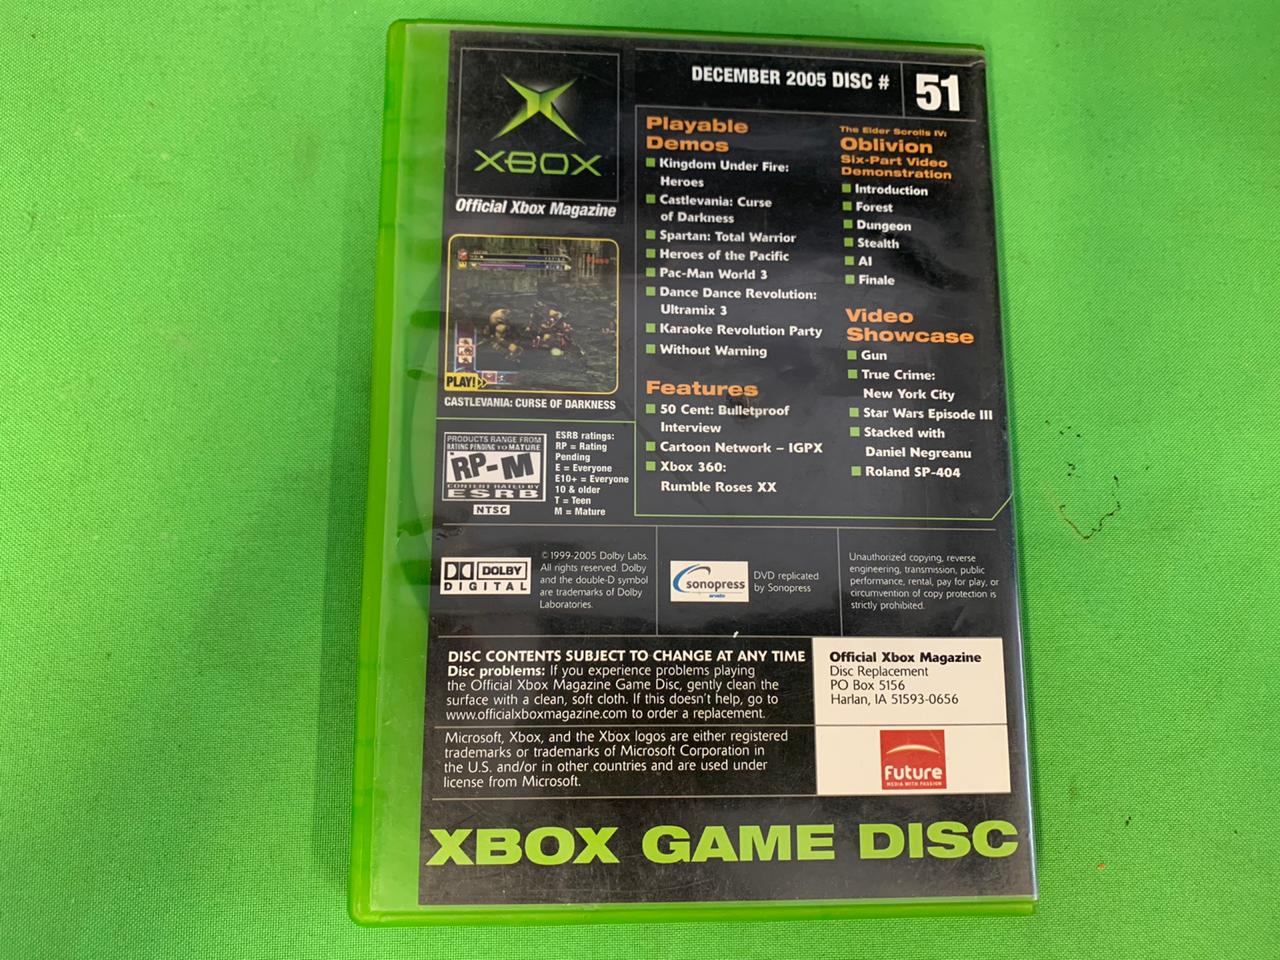 XBOX
Official Xbox Magazine
DECEMBER 2005 DISC #
51
PLAY!
CASTLEVANIA: CURSE OF DARKNESS
PRODUCTS RANGE FROM
RATING PENDING TO MATURE
RP-M
CONTENT RATED BY
ESRB
NTSC
ESRB ratings:
RP = Rating
Pending
E = Everyone
E10+ = Everyone
10 & older
T = Teen
M = Mature
Playable
Demos
Kingdom Under Fire:
Heroes
Castlevania: Curse
of Darkness
Spartan: Total Warrior
Heroes of the Pacific
Pac-Man World 3
Dance Dance Revolution:
Ultramix 3
Karaoke Revolution Party
Without Warning
Features
50 Cent: Bulletproof
Interview
Cartoon Network – IGPX
Xbox 360:
Rumble Roses XX
The Elder Scrolls IV:
Oblivion
Six-Part Video
Demonstration
Introduction
Forest
Dungeon
Stealth
AI
Finale
Video
Showcase
Gun
True Crime:
New York City
Star Wars Episode III
Stacked with
Daniel Negreanu
Roland SP-404
DOLBY
DIGITAL
©1999-2005 Dolby Labs.
All rights reserved. Dolby
and the double-D symbol
are trademarks of Dolby
Laboratories.
sonopress
arvato
DVD replicated
by Sonopress
Unauthorized copying, reverse
engineering, transmission, public
performance, rental, pay for play, or
circumvention of copy protection is
strictly prohibited.
DISC CONTENTS SUBJECT TO CHANGE AT ANY TIME
Disc problems: If you experience problems playing
the Official Xbox Magazine Game Disc, gently clean the
surface with a clean, soft cloth. If this doesn't help, go to
www.officialxboxmagazine.com to order a replacement.
Official Xbox Magazine
Disc Replacement
PO Box 5156
Harlan, IA 51593-0656
Microsoft, Xbox, and the Xbox logos are either registered
trademarks or trademarks of Microsoft Corporation in
the U.S. and/or in other countries and are used under
license from Microsoft.
Future
MEDIA WITH PASSION
XBOX GAME DISC